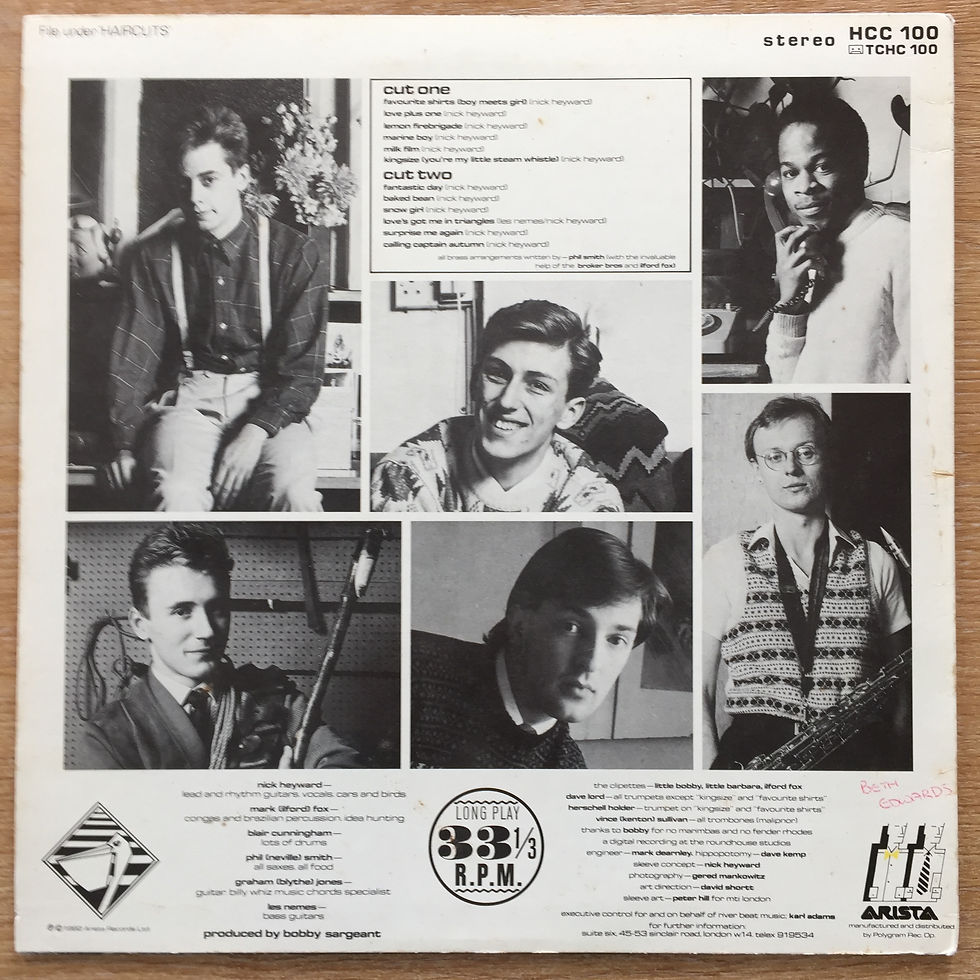 File under 'HAIRCUTS'
stereo HCC 100
TCHC 100
cut one
favourite shirts (boy meets girl) (nick heyward)
love plus one (nick heyward)
lemon firebrigade (nick heyward)
marine boy (nick heyward)
milk film (nick heyward)
kingsize (you're my little steam whistle) (nick heyward)
cut two
fantastic day (nick heyward)
baked bean (nick heyward)
snow girl (nick heyward)
love's got me in triangles (les nemes/nick heyward)
surprise me again (nick heyward)
calling captain autumn (nick heyward)
all brass arrangements written by – phil smith (with the invaluable
help of the broker bros and ilford fox)
nick heyward—
lead and rhythm guitars. vocals. cars and birds
mark (ilford) fox—
congas and brazilian percussion. idea hunting
blair cunningham—
lots of drums
phil (neville) smith—
all saxes. all food
graham (blythe) jones—
guitar. billy whiz music chords specialist
les nemes—
bass guitars
produced by bobby sargeant
℗©1982 Arista Records Ltd.
LONG PLAY
33 1/3
R.P.M.
the clipettes – little bobby, little barbara, ilford fox
dave lord – all trumpets except "kingsize" and "favourite shirts"
herschell holder – trumpet on "kingsize" and "favourite shirts"
vince (kenton) sullivan – all trombones (malipnor)
thanks to bobby for no marimbas and no fender rhodes
a digital recording at the roundhouse studios
engineer – mark dearnley, hippopotomy – dave kemp
sleeve concept – nick heyward
photography – gered mankowitz
art direction – david shortt
sleeve art – peter hill for mti london
executive control for and on behalf of river beat music: karl adams
for further information:
suite six, 45-53 sinclair road, london w14. telex 919534
BETH
EDWARDS
ARISTA
manufactured and distributed
by Polygram Rec. Op.